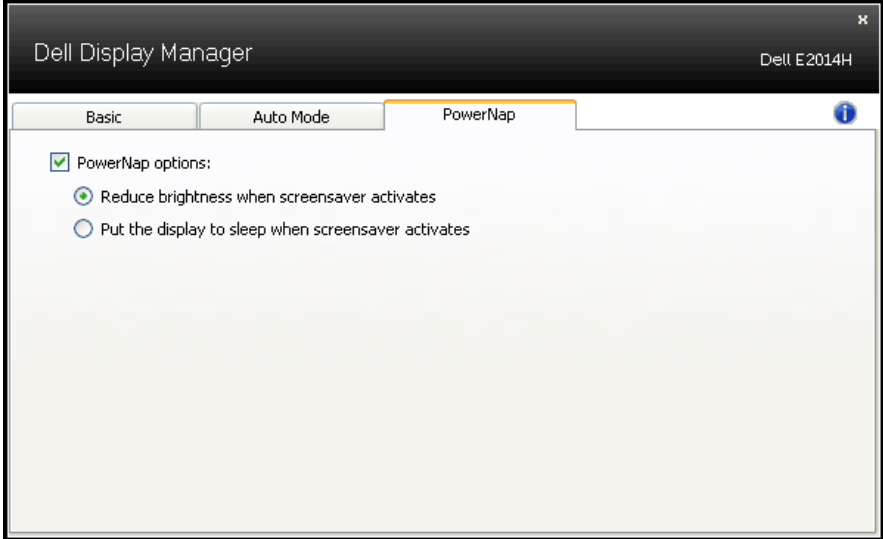 x
Dell Display Manager
Dell E2014H
Basic Auto Mode PowerNap i
PowerNap options:
Reduce brightness when screensaver activates
Put the display to sleep when screensaver activates